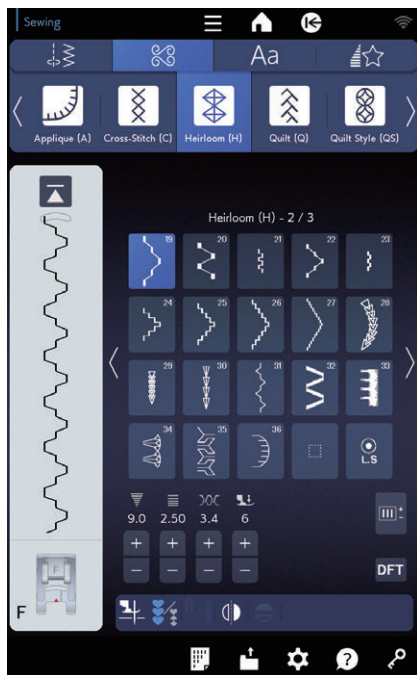 Sewing
Aa
Applique (A) Cross-Stitch (C) Heirloom (H) Quilt (Q) Quilt Style (QS)
Heirloom (H) - 2 / 3
19 20 21 22 23
24 25 26 27 28
29 30 31 32 33
34 35 36 L.S
9.0 2.50 3.4 6
+ + + +
− − − −
DFT
F
F
?